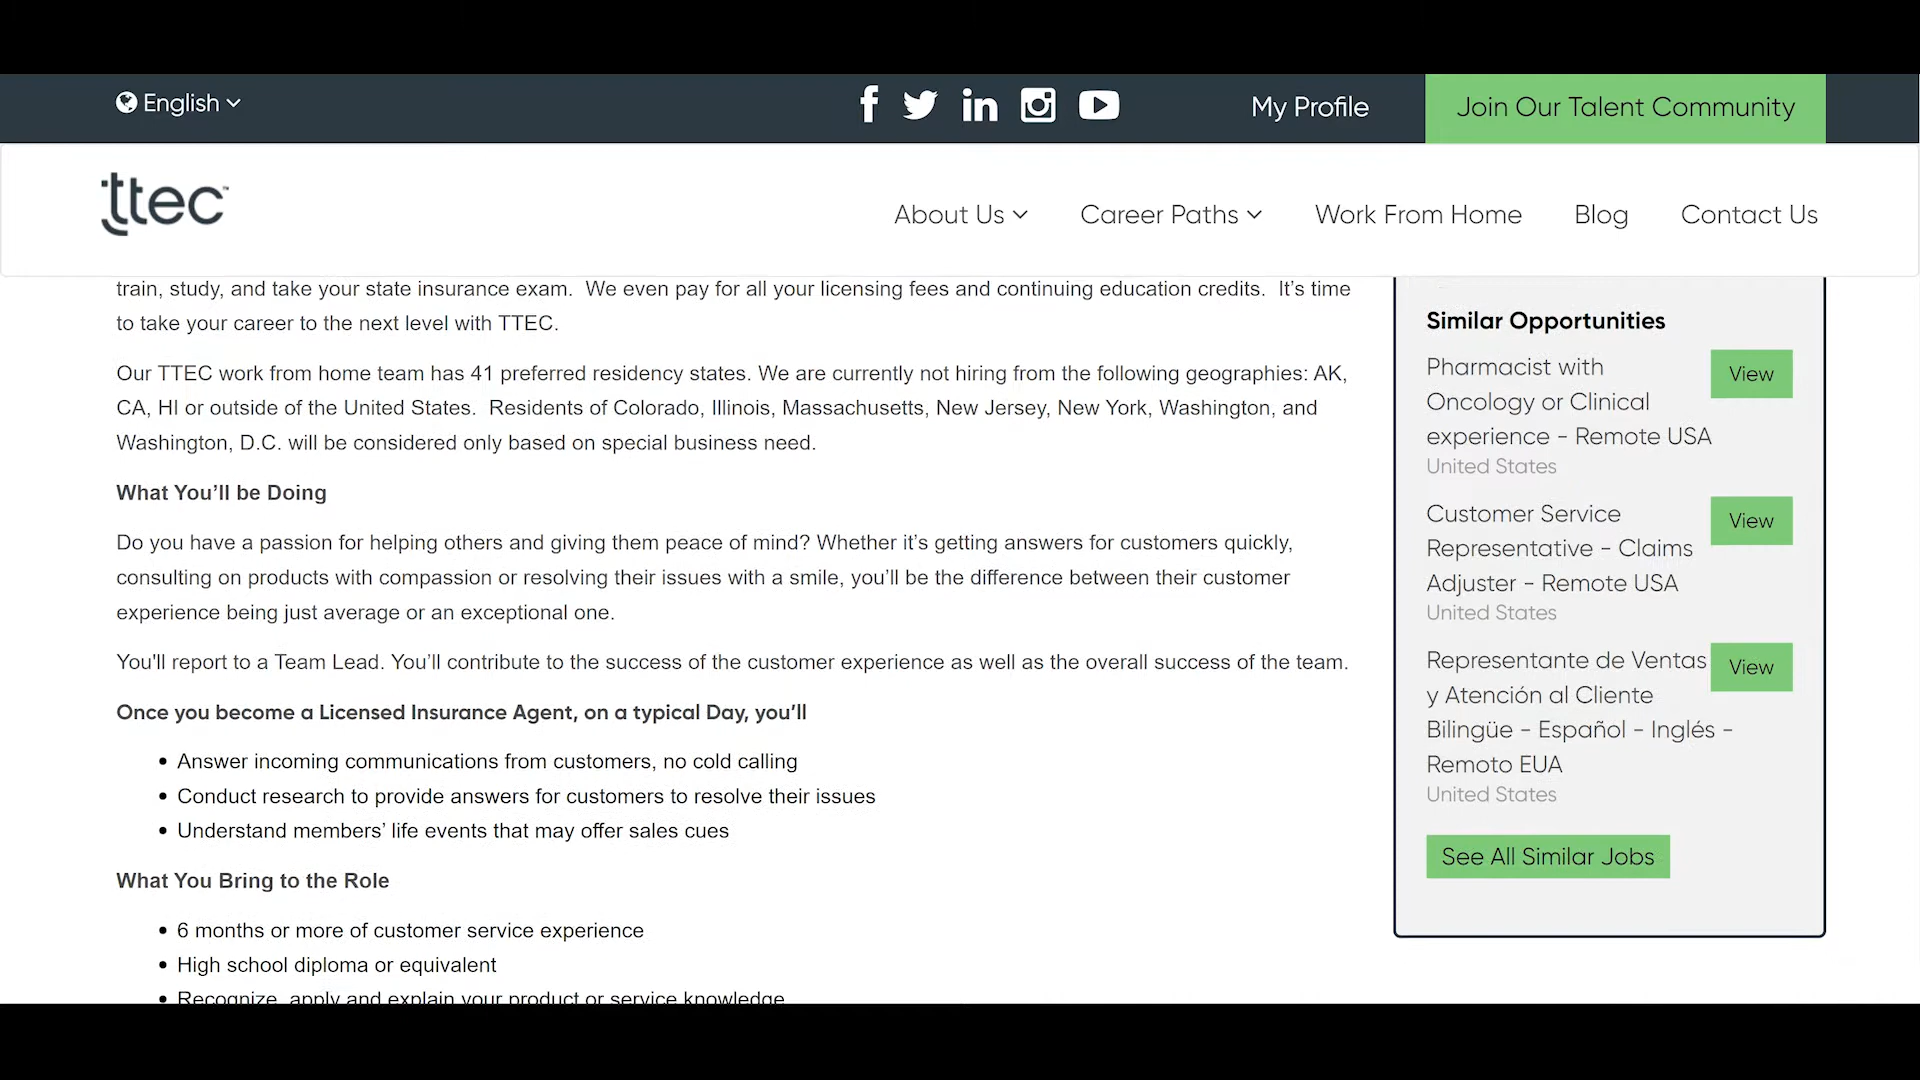 English
My Profile
Join Our Talent Community
ttec
About Us
Career Paths
Work From Home
Blog
Contact Us
train, study, and take your state insurance exam.  We even pay for all your licensing fees and continuing education credits.  It’s time
to take your career to the next level with TTEC.
Our TTEC work from home team has 41 preferred residency states. We are currently not hiring from the following geographies: AK,
CA, HI or outside of the United States.  Residents of Colorado, Illinois, Massachusetts, New Jersey, New York, Washington, and
Washington, D.C. will be considered only based on special business need.
What You’ll be Doing
Do you have a passion for helping others and giving them peace of mind? Whether it’s getting answers for customers quickly,
consulting on products with compassion or resolving their issues with a smile, you’ll be the difference between their customer
experience being just average or an exceptional one.
You'll report to a Team Lead. You’ll contribute to the success of the customer experience as well as the overall success of the team.
Once you become a Licensed Insurance Agent, on a typical Day, you’ll
• Answer incoming communications from customers, no cold calling
• Conduct research to provide answers for customers to resolve their issues
• Understand members’ life events that may offer sales cues
What You Bring to the Role
• 6 months or more of customer service experience
• High school diploma or equivalent
• Recognize, apply and explain your product or service knowledge
Similar Opportunities
Pharmacist with
Oncology or Clinical
experience - Remote USA
United States
View
Customer Service
Representative - Claims
Adjuster - Remote USA
United States
View
Representante de Ventas
y Atención al Cliente
Bilingüe - Español - Inglés -
Remoto EUA
United States
View
See All Similar Jobs